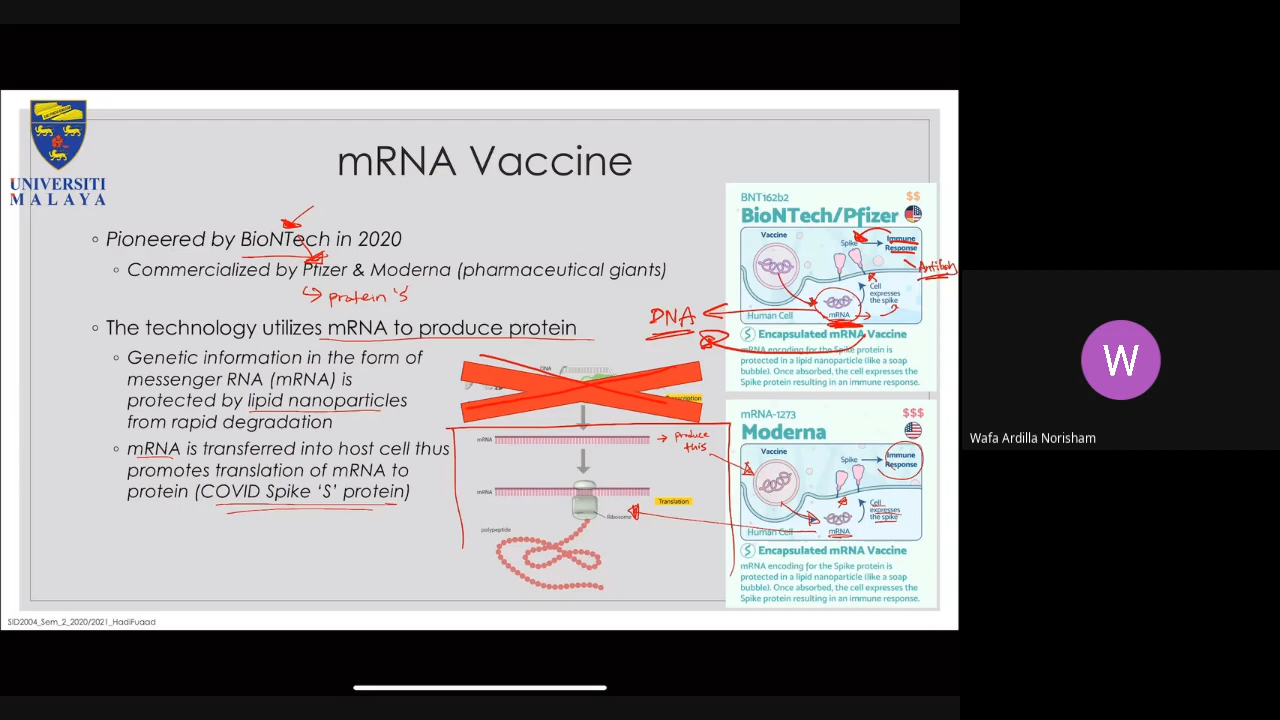 UNIVERSITI
MALAYA
mRNA Vaccine
Pioneered by BioNTech in 2020
Commercialized by Pfizer & Moderna (pharmaceutical giants)
protein 'S'
The technology utilizes mRNA to produce protein
Genetic information in the form of
messenger RNA (mRNA) is
protected by lipid nanoparticles
from rapid degradation
mRNA is transferred into host cell thus
promotes translation of mRNA to
protein (COVID Spike 'S' protein)
DNA
mRNA
produce
this
mRNA
Translation
Ribosome
polypeptide
DNA
BNT162b2
$$
BioNTech/Pfizer
Vaccine
Spike
Immune
Response
Antibody
Cell
expresses
the spike
mRNA
Human Cell
Encapsulated mRNA Vaccine
mRNA encoding for the Spike protein is
protected in a lipid nanoparticle (like a soap
bubble). Once absorbed, the cell expresses the
Spike protein resulting in an immune response.
mRNA-1273
$$$
Moderna
Vaccine
Spike
Immune
Response
Cell
expresses
the spike
mRNA
Human Cell
Encapsulated mRNA Vaccine
mRNA encoding for the Spike protein is
protected in a lipid nanoparticle (like a soap
bubble). Once absorbed, the cell expresses the
Spike protein resulting in an immune response.
SID2004_Sem_2_2020/2021_HadiFuaad
W
Wafa Ardilla Norisham